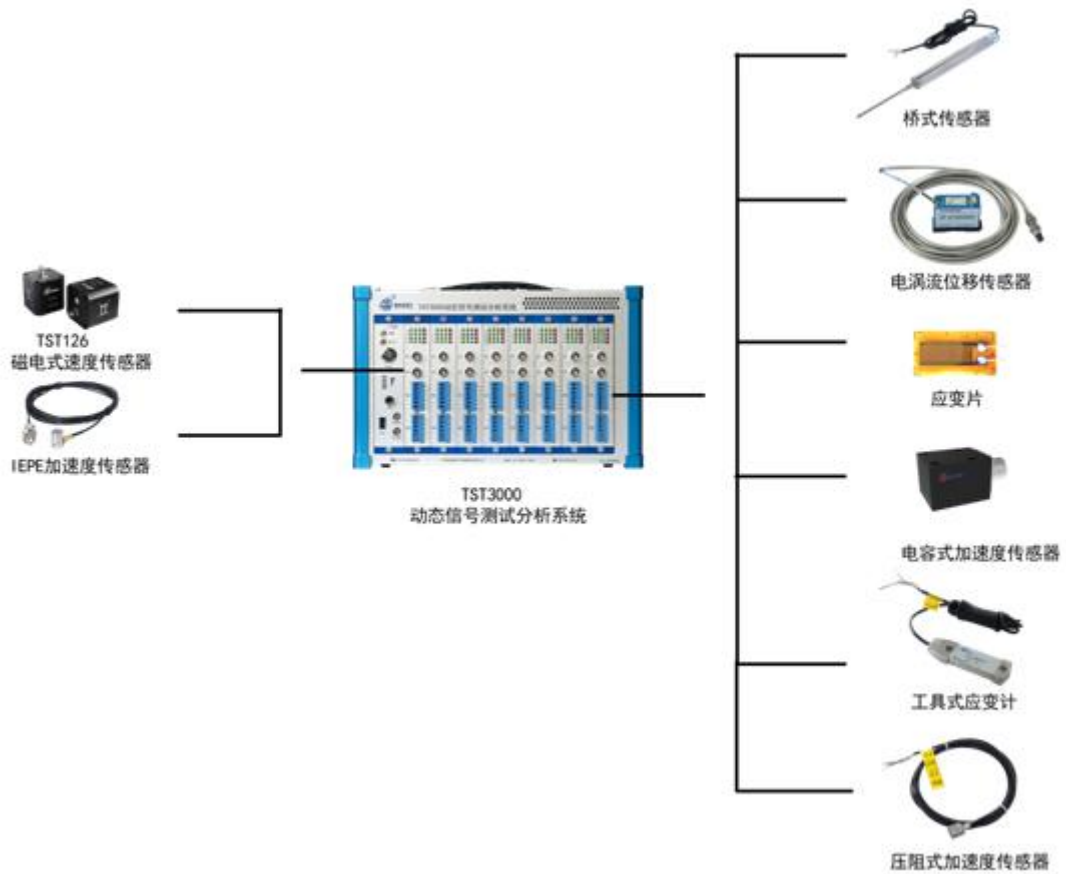 桥式传感器
电涡流位移传感器
TST126
磁电式速度传感器
应变片
IEPE加速度传感器
TST3000
动态信号测试分析系统
电容式加速度传感器
工具式应变计
压阻式加速度传感器